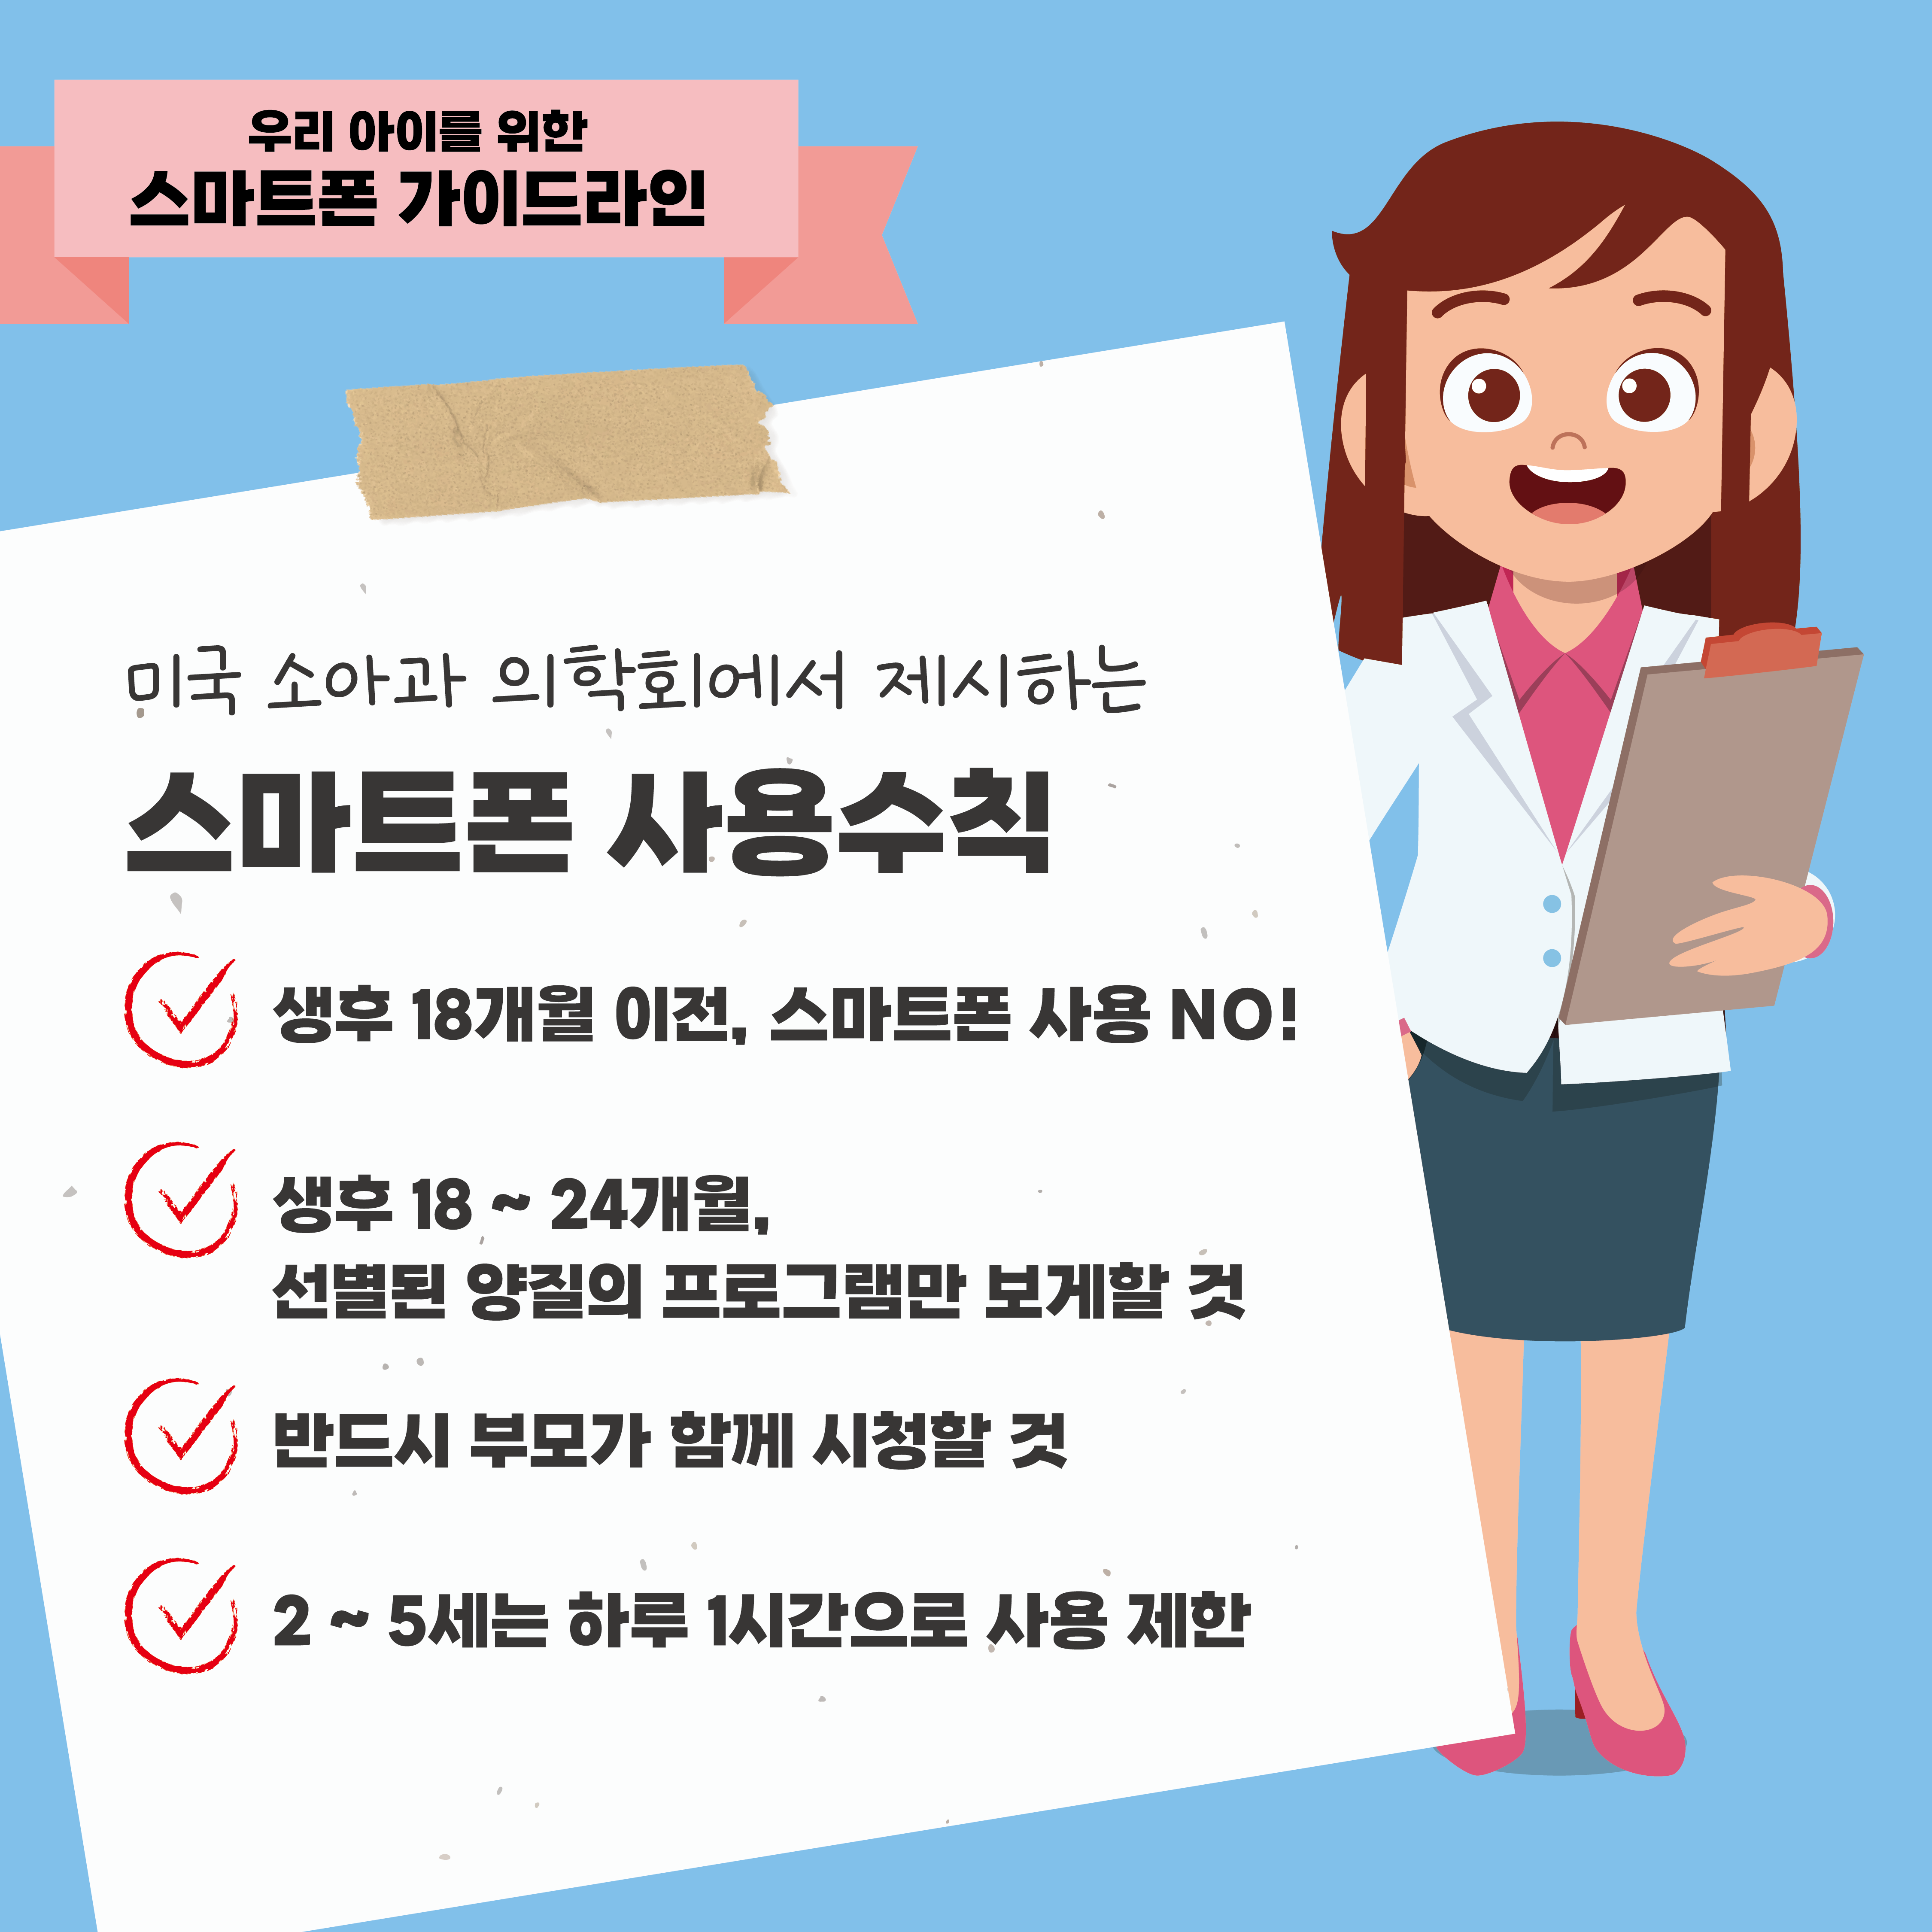 우리 아이를 위한
스마트폰 가이드라인
미국 소아과 의학회에서 제시하는
스마트폰 사용수칙
생후 18개월 이전, 스마트폰 사용 NO!
생후 18 ~ 24개월,
선별된 양질의 프로그램만 보게할 것
반드시 부모가 함께 시청할 것
2 ~ 5세는 하루 1시간으로 사용 제한